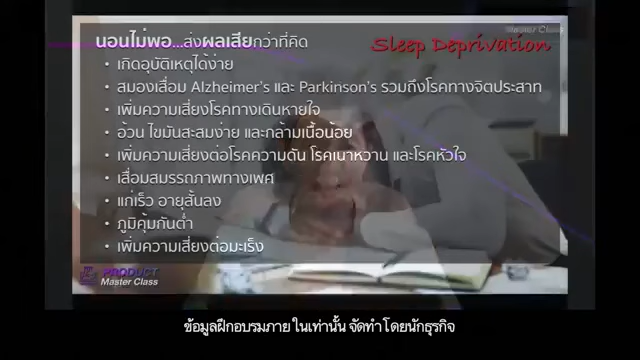 Master Class
นอนไม่พอ...ส่งผลเสียกว่าที่คิด
Sleep Deprivation
• เกิดอุบัติเหตุได้ง่าย
• สมองเสื่อม Alzheimer's และ Parkinson's รวมถึงโรคทางจิตประสาท
• เพิ่มความเสี่ยงโรคทางเดินหายใจ
• อ้วน ไขมันสะสมง่าย และกล้ามเนื้อน้อย
• เพิ่มความเสี่ยงต่อโรคความดัน โรคเบาหวาน และโรคหัวใจ
• เสื่อมสมรรถภาพทางเพศ
• แก่เร็ว อายุสั้นลง
• ภูมิคุ้มกันต่ำ
• เพิ่มความเสี่ยงต่อมะเร็ง
PRODUCT
Master Class
ข้อมูลฝึกอบรมภายในเท่านั้น จัดทำโดยนักธุรกิจ